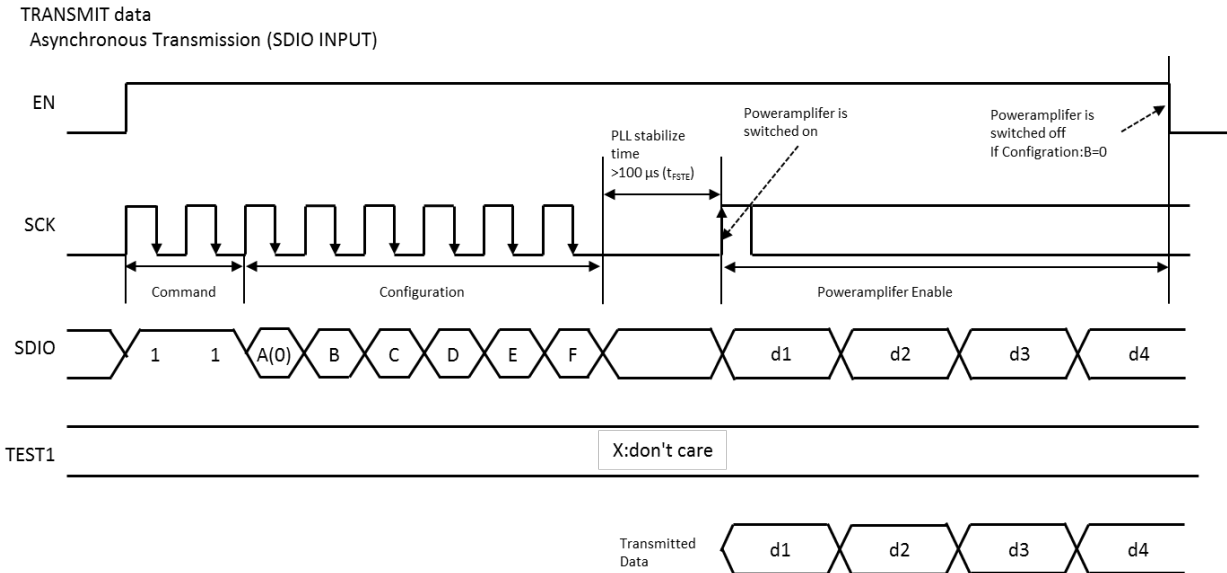 TRANSMIT data
Asynchronous Transmission (SDIO INPUT)
EN
PLL stabilize
time
>100 µs (tFSTE)
Poweramplifer is
switched on
Poweramplifer is
switched off
If Configration:B=0
SCK
Command
Configuration
Poweramplifer Enable
SDIO
1 1 A(0) B C D E F d1 d2 d3 d4
TEST1
X:don't care
Transmitted
Data
d1 d2 d3 d4